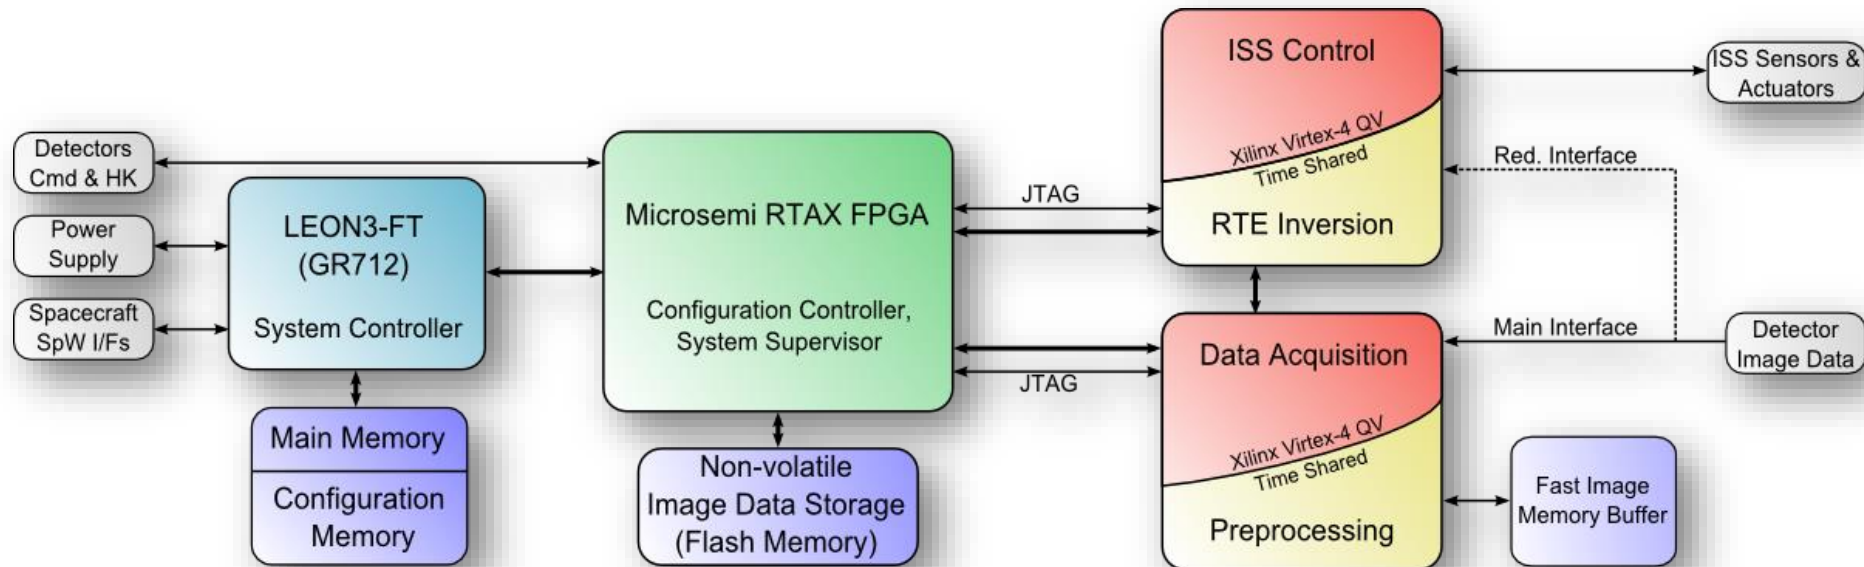 Detectors
Cmd & HK
Power
Supply
Spacecraft
SpW I/Fs
LEON3-FT
(GR712)
System Controller
Main Memory
Configuration
Memory
Microsemi RTAX FPGA
Configuration Controller,
System Supervisor
Non-volatile
Image Data Storage
(Flash Memory)
JTAG
JTAG
ISS Control
Xilinx Virtex-4 QV
Time Shared
RTE Inversion
Data Acquisition
Xilinx Virtex-4 QV
Time Shared
Preprocessing
ISS Sensors &
Actuators
Red. Interface
Main Interface
Detector
Image Data
Fast Image
Memory Buffer